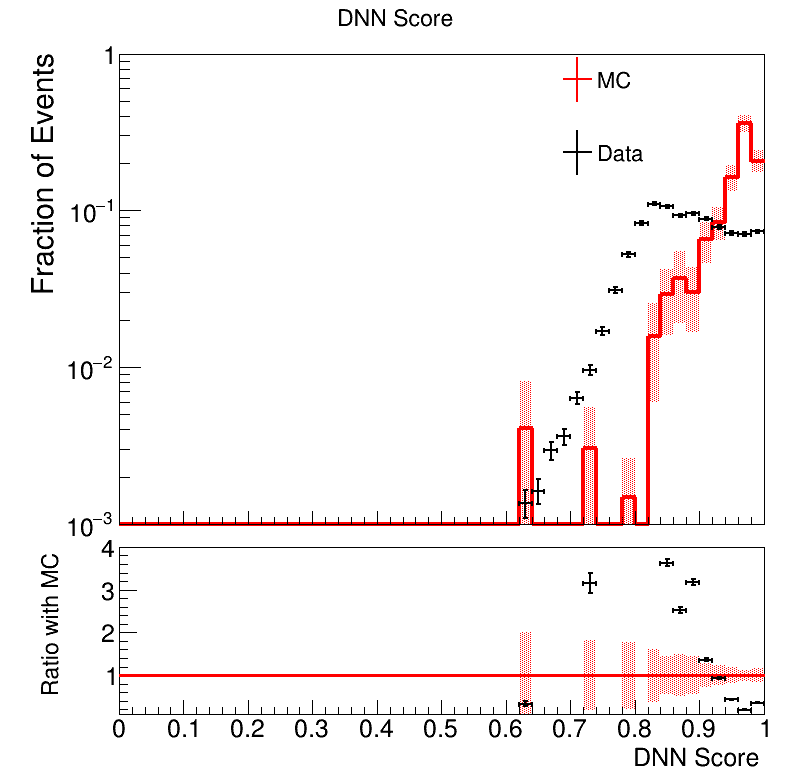 DNN Score
Fraction of Events
1
10⁻¹
10⁻²
10⁻³
MC
Data
Ratio with MC
4
3
2
1
0 0.1 0.2 0.3 0.4 0.5 0.6 0.7 0.8 0.9 1
DNN Score